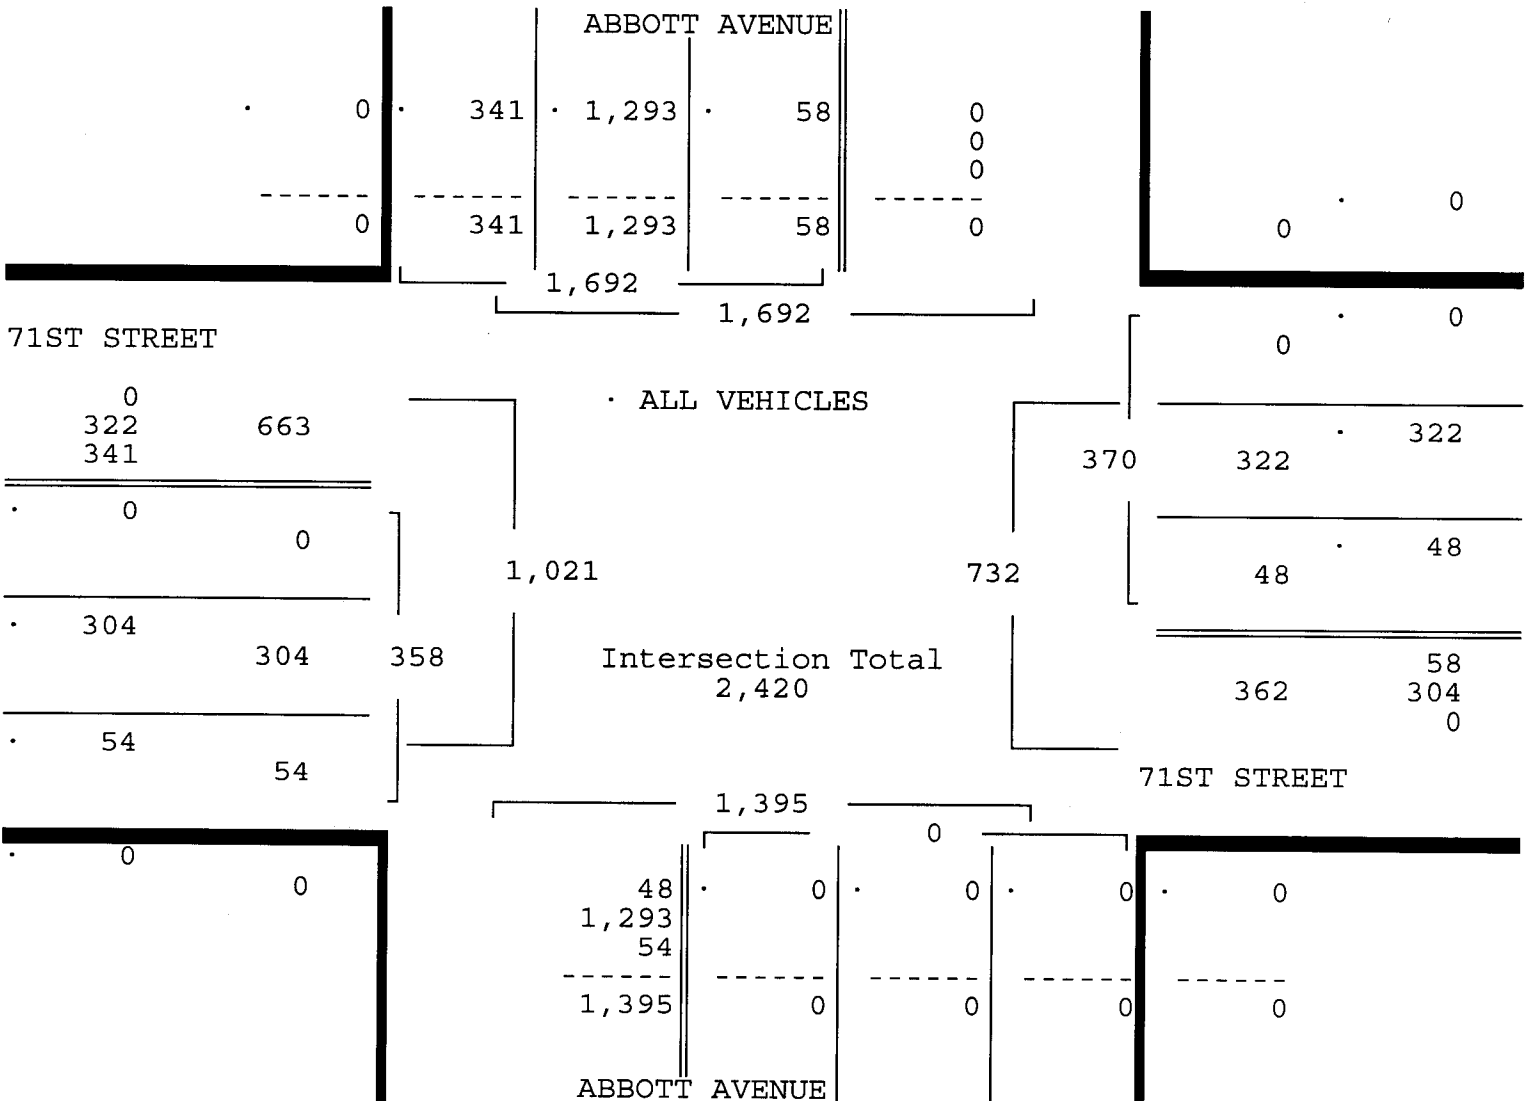 ABBOTT AVENUE
0 341 1,293 58 0
0
0
------ ------ ------ ------ ------
0
0 341 1,293 58 0
0
1,692
1,692
0
71ST STREET
0
0
ALL VEHICLES
322 663
322
341
370 322
0
0
48
1,021 732 48
304
304 358
Intersection Total
58
2,420
362 304
0
54
54
71ST STREET
1,395
0
0
0
48 0 0 0 0
1,293
54
------ ------ ------ ------ ------
1,395 0 0 0 0
ABBOTT AVENUE